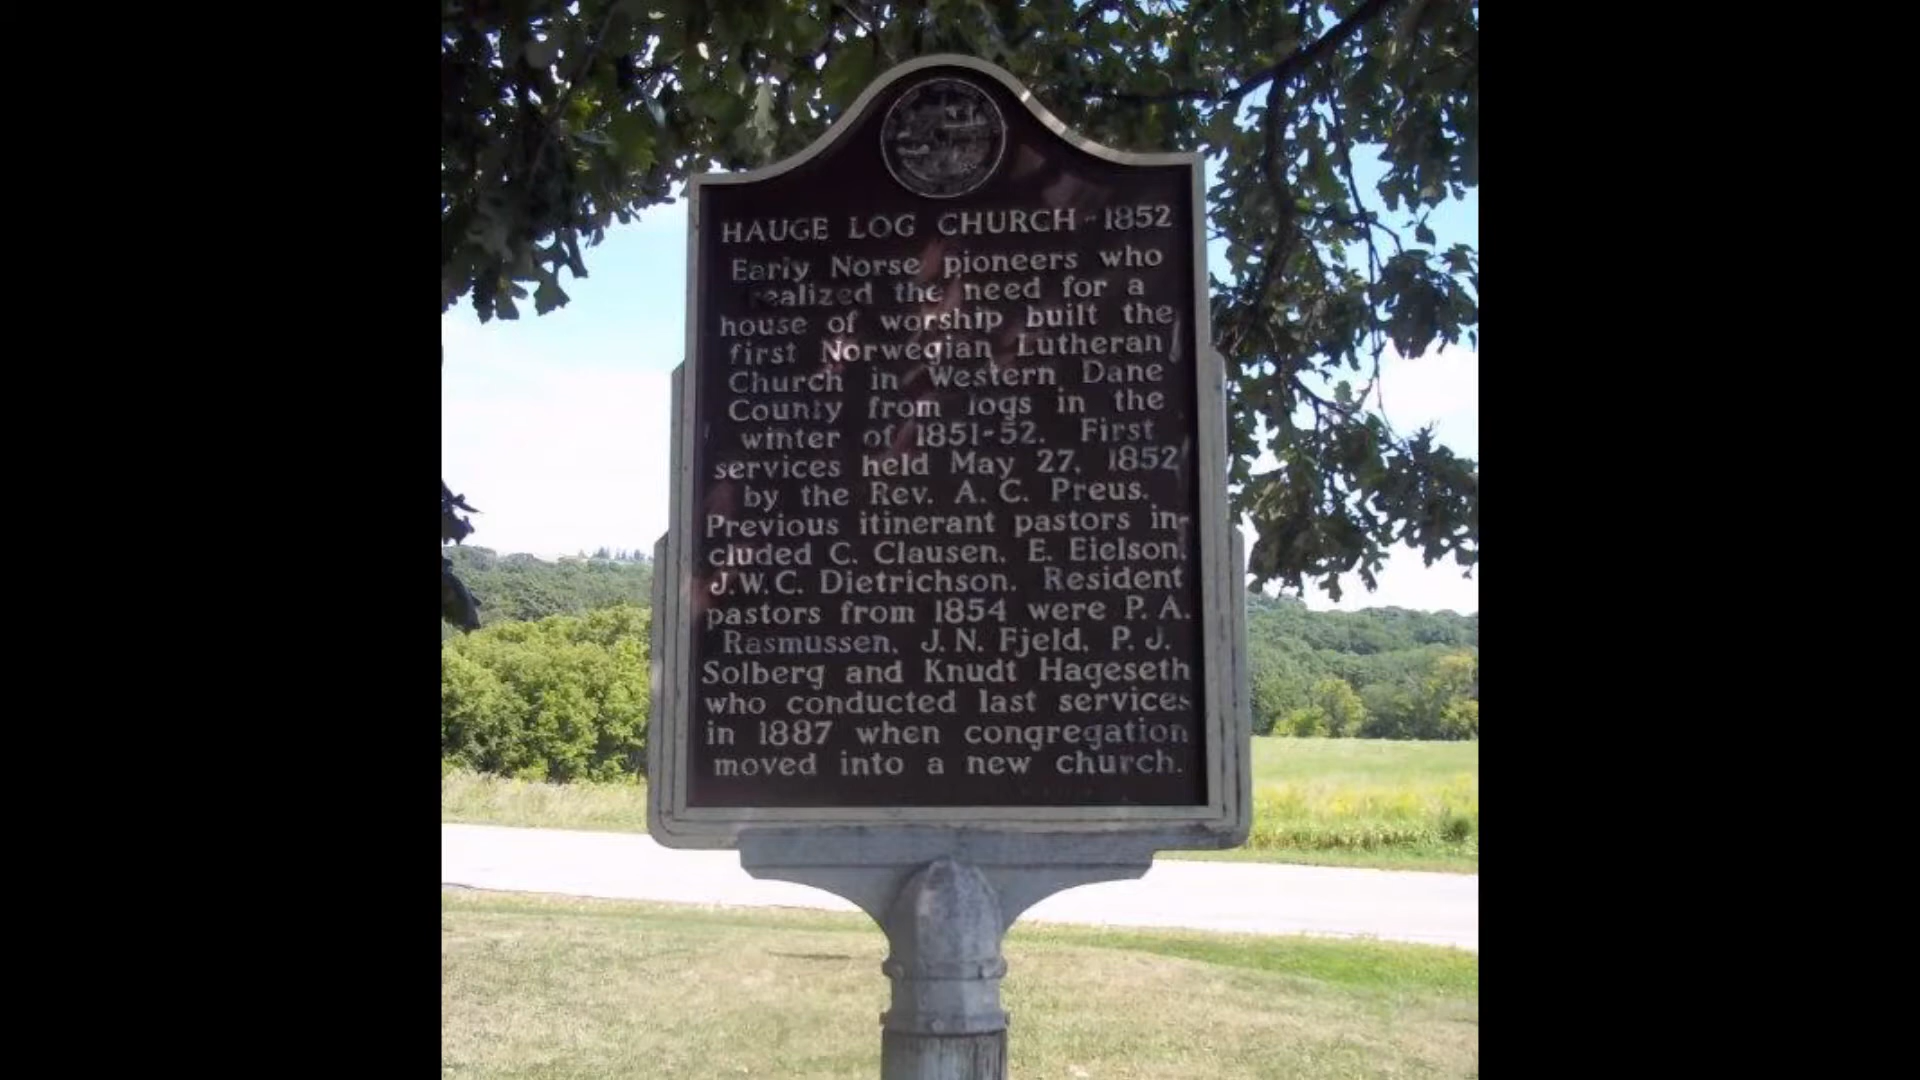 HAUGE LOG CHURCH - 1852
Early Norse pioneers who
realized the need for a
house of worship built the
first Norwegian Lutheran
Church in Western Dane
County from logs in the
winter of 1851-52. First
services held May 27, 1852
by the Rev. A. C. Preus.
Previous itinerant pastors in-
cluded C. Clausen, E. Eielson,
J.W.C. Dietrichson. Resident
pastors from 1854 were P. A.
Rasmussen, J. N. Fjeld, P. J.
Solberg and Knudt Hageseth
who conducted last services
in 1887 when congregation
moved into a new church.